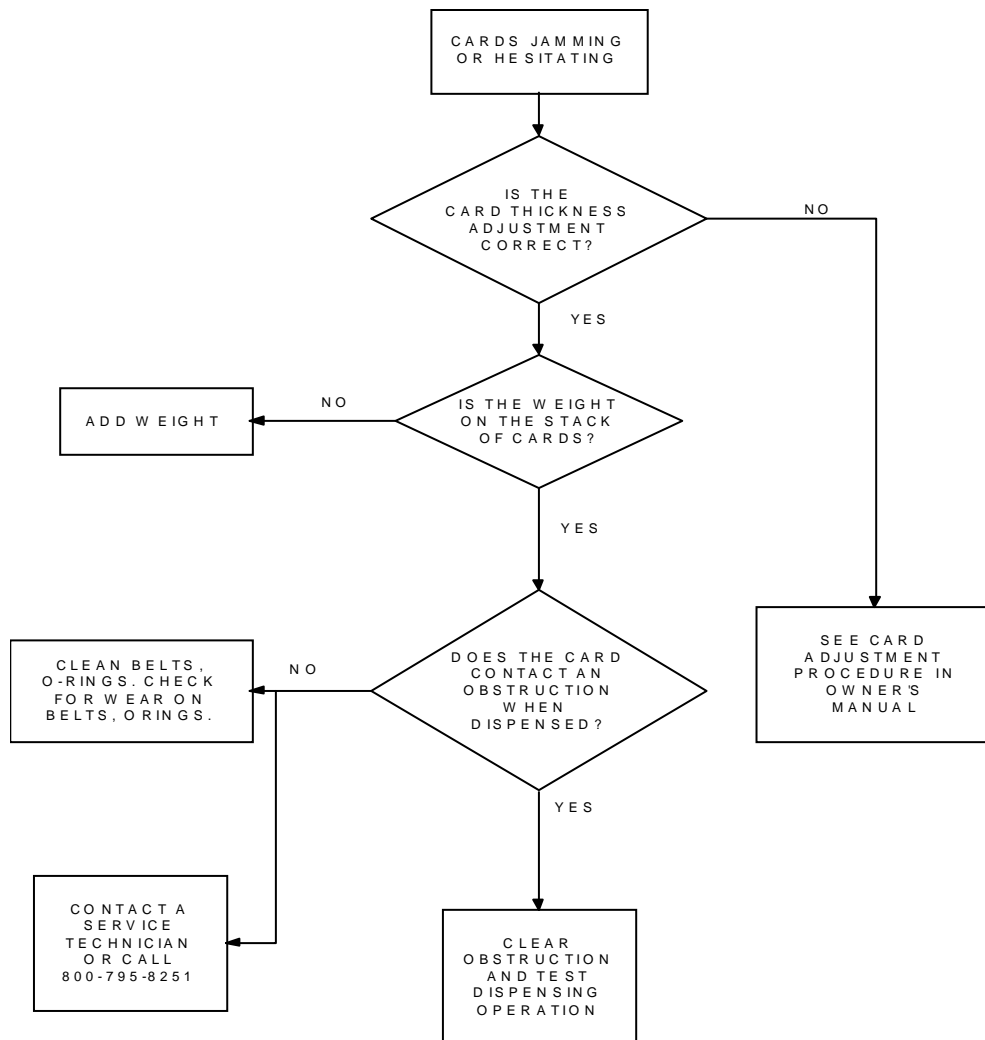 CARDS JAMMING
OR HESITATING
IS THE
CARD THICKNESS
ADJUSTMENT
CORRECT?
NO
YES
ADD WEIGHT
NO
IS THE WEIGHT
ON THE STACK
OF CARDS?
YES
CLEAN BELTS,
O-RINGS. CHECK
FOR WEAR ON
BELTS, ORINGS.
NO
DOES THE CARD
CONTACT AN
OBSTRUCTION
WHEN
DISPENSED?
SEE CARD
ADJUSTMENT
PROCEDURE IN
OWNER'S
MANUAL
YES
CONTACT A
SERVICE
TECHNICIAN
OR CALL
800-795-8251
CLEAR
OBSTRUCTION
AND TEST
DISPENSING
OPERATION